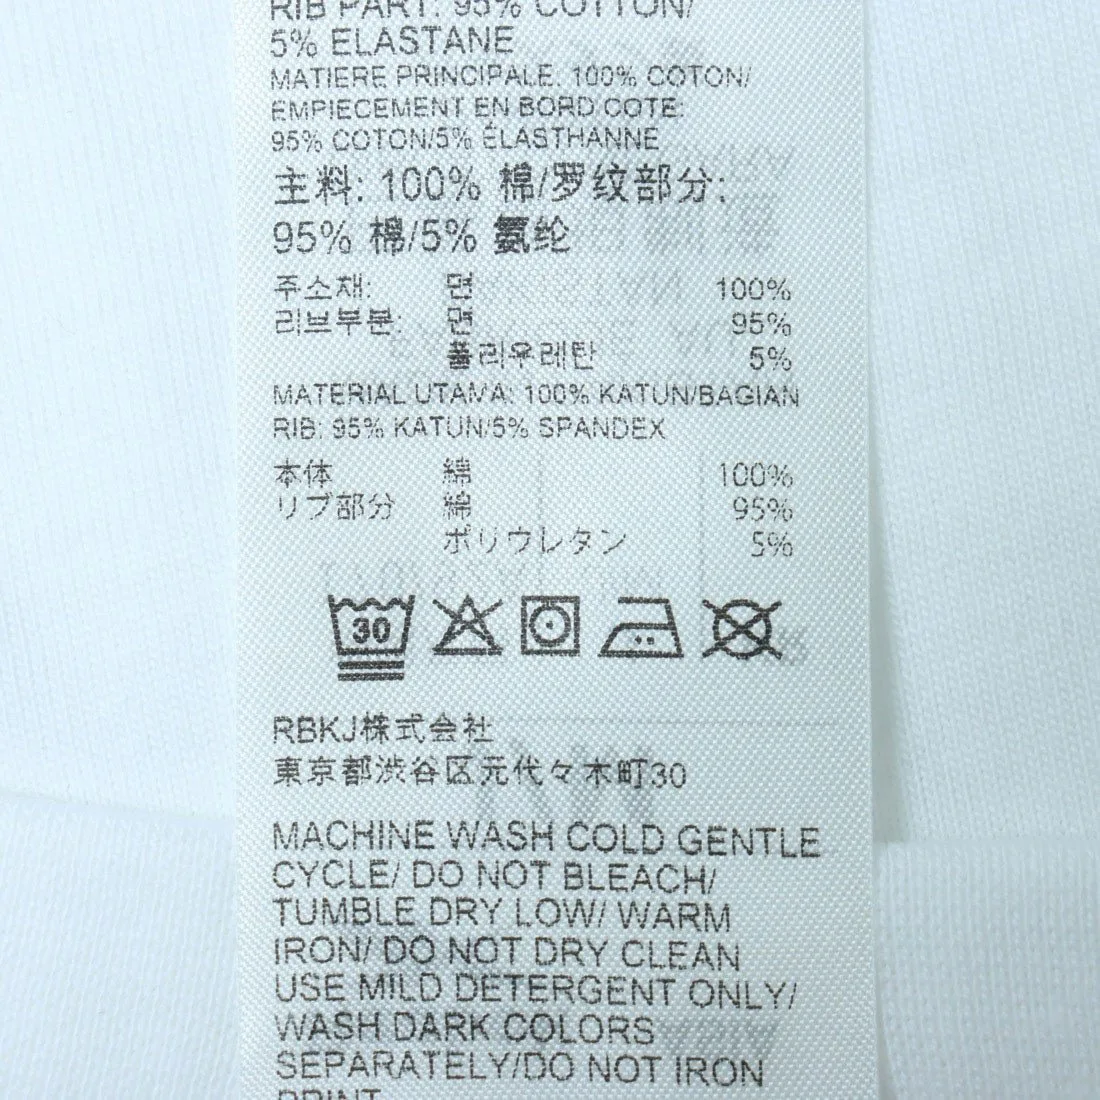 RIB PART: 95% COTTON/
5% ELASTANE
MATIERE PRINCIPALE: 100% COTON/
EMPIECEMENT EN BORD COTE:
95% COTON/5% ÉLASTHANNE
主料: 100% 棉/罗纹部分:
95% 棉/5% 氨纶
주소재: 면 100%
리브부분: 면 95%
폴리우레탄 5%
MATERIAL UTAMA: 100% KATUN/BAGIAN
RIB: 95% KATUN/5% SPANDEX
本体 綿 100%
リブ部分 綿 95%
ポリウレタン 5%
30
RBKJ株式会社
東京都渋谷区元代々木町30
MACHINE WASH COLD GENTLE
CYCLE/ DO NOT BLEACH/
TUMBLE DRY LOW/ WARM
IRON/ DO NOT DRY CLEAN
USE MILD DETERGENT ONLY/
WASH DARK COLORS
SEPARATELY/DO NOT IRON
PRINT